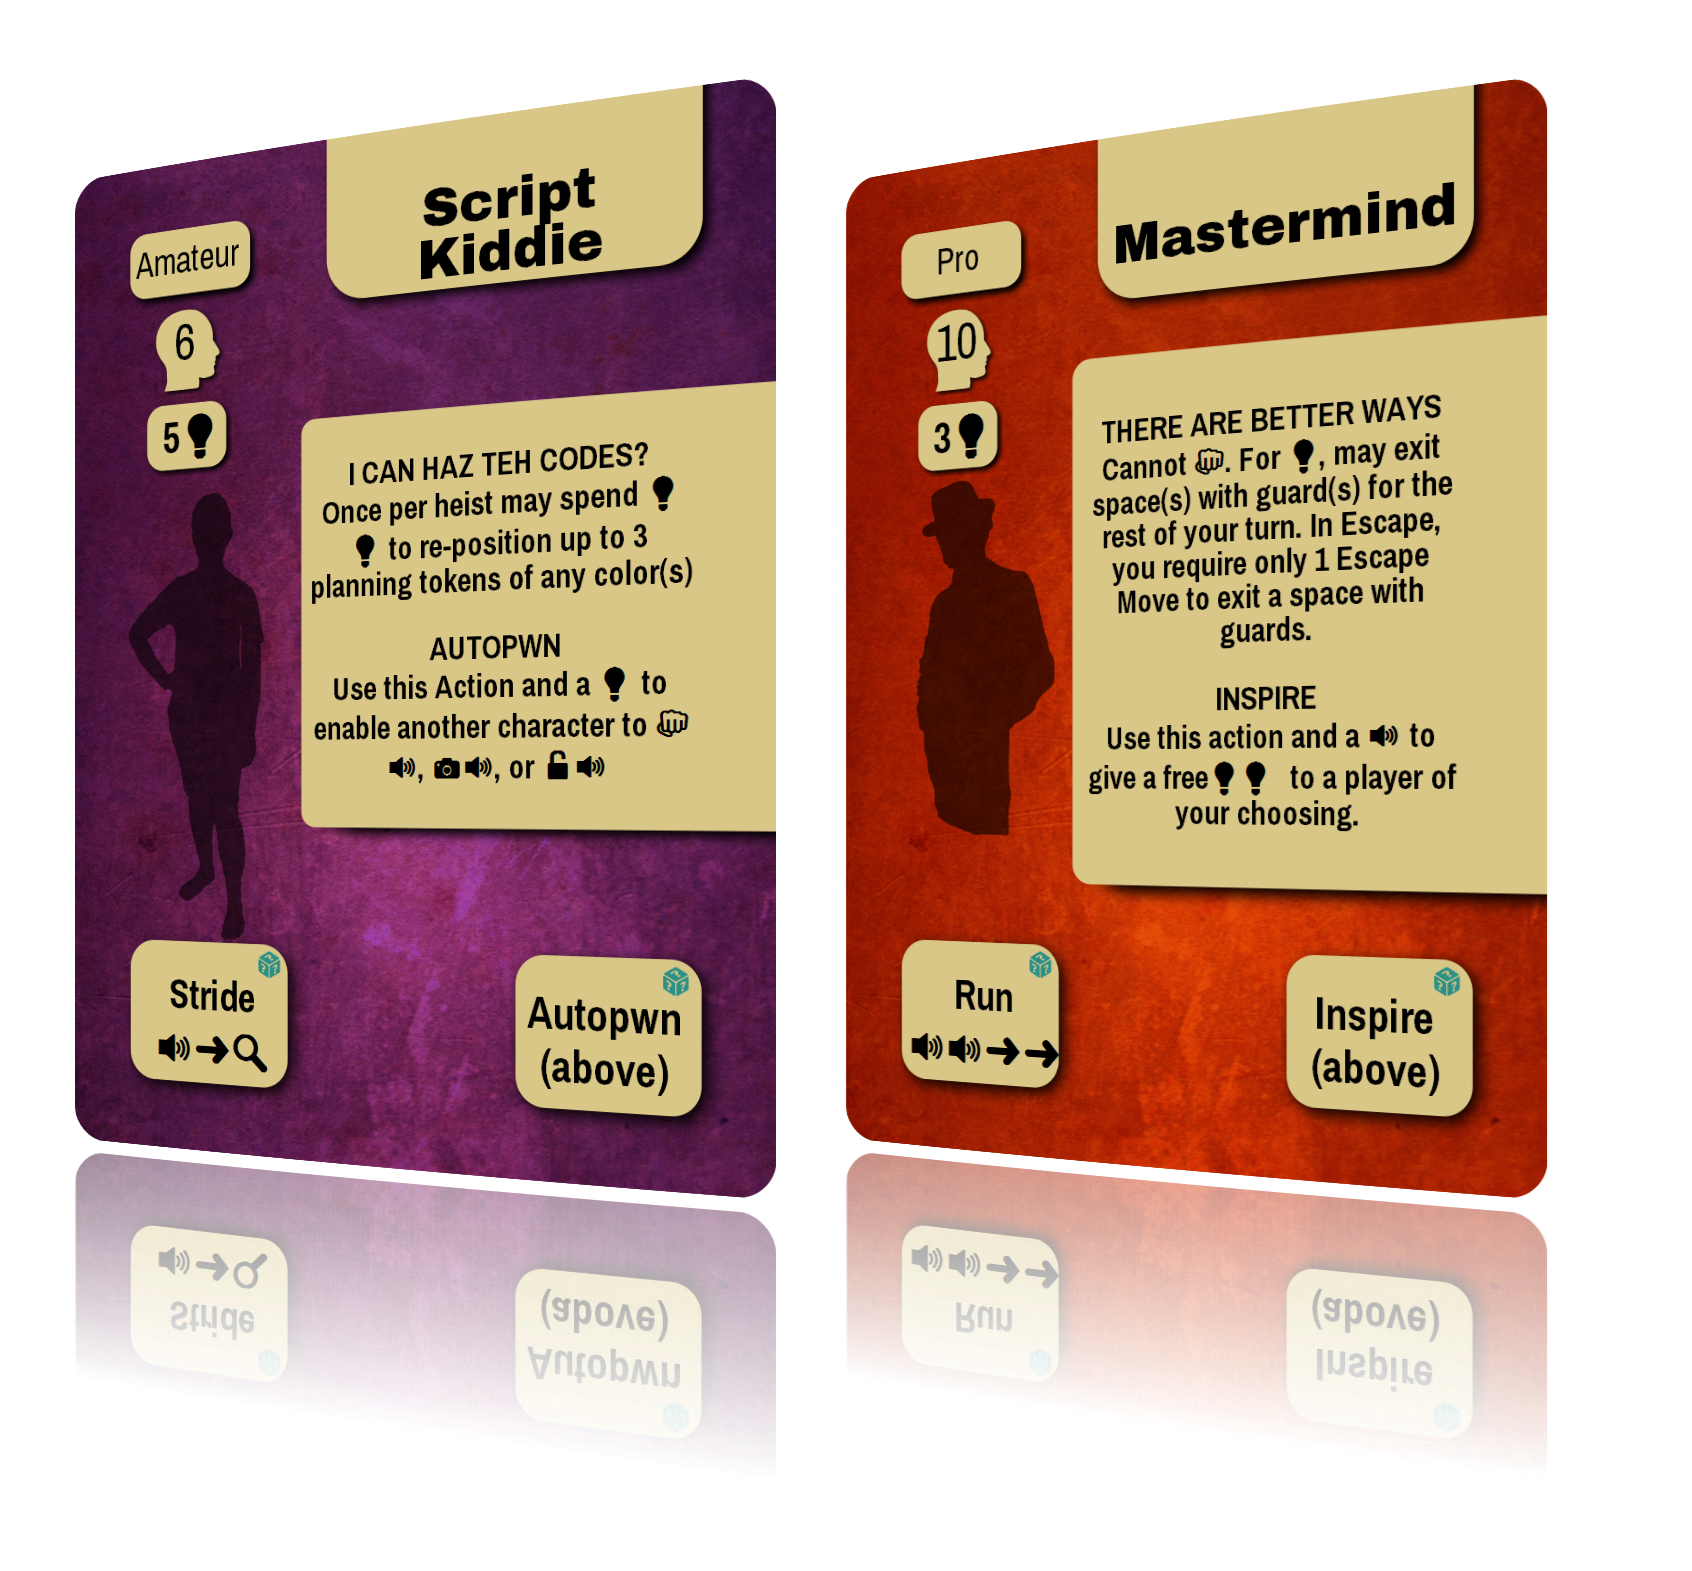 Amateur
Script
Kiddie
6
5
I CAN HAZ TEH CODES?
Once per heist may spend
to re-position up to 3
planning tokens of any color(s)
AUTOPWN
Use this Action and a to
enable another character to
, , or
Stride
Autopwn
(above)
Pro
Mastermind
10
3
THERE ARE BETTER WAYS
Cannot . For , may exit
space(s) with guard(s) for the
rest of your turn. In Escape,
you require only 1 Escape
Move to exit a space with
guards.
INSPIRE
Use this action and a to
give a free to a player of
your choosing.
Run
Inspire
(above)